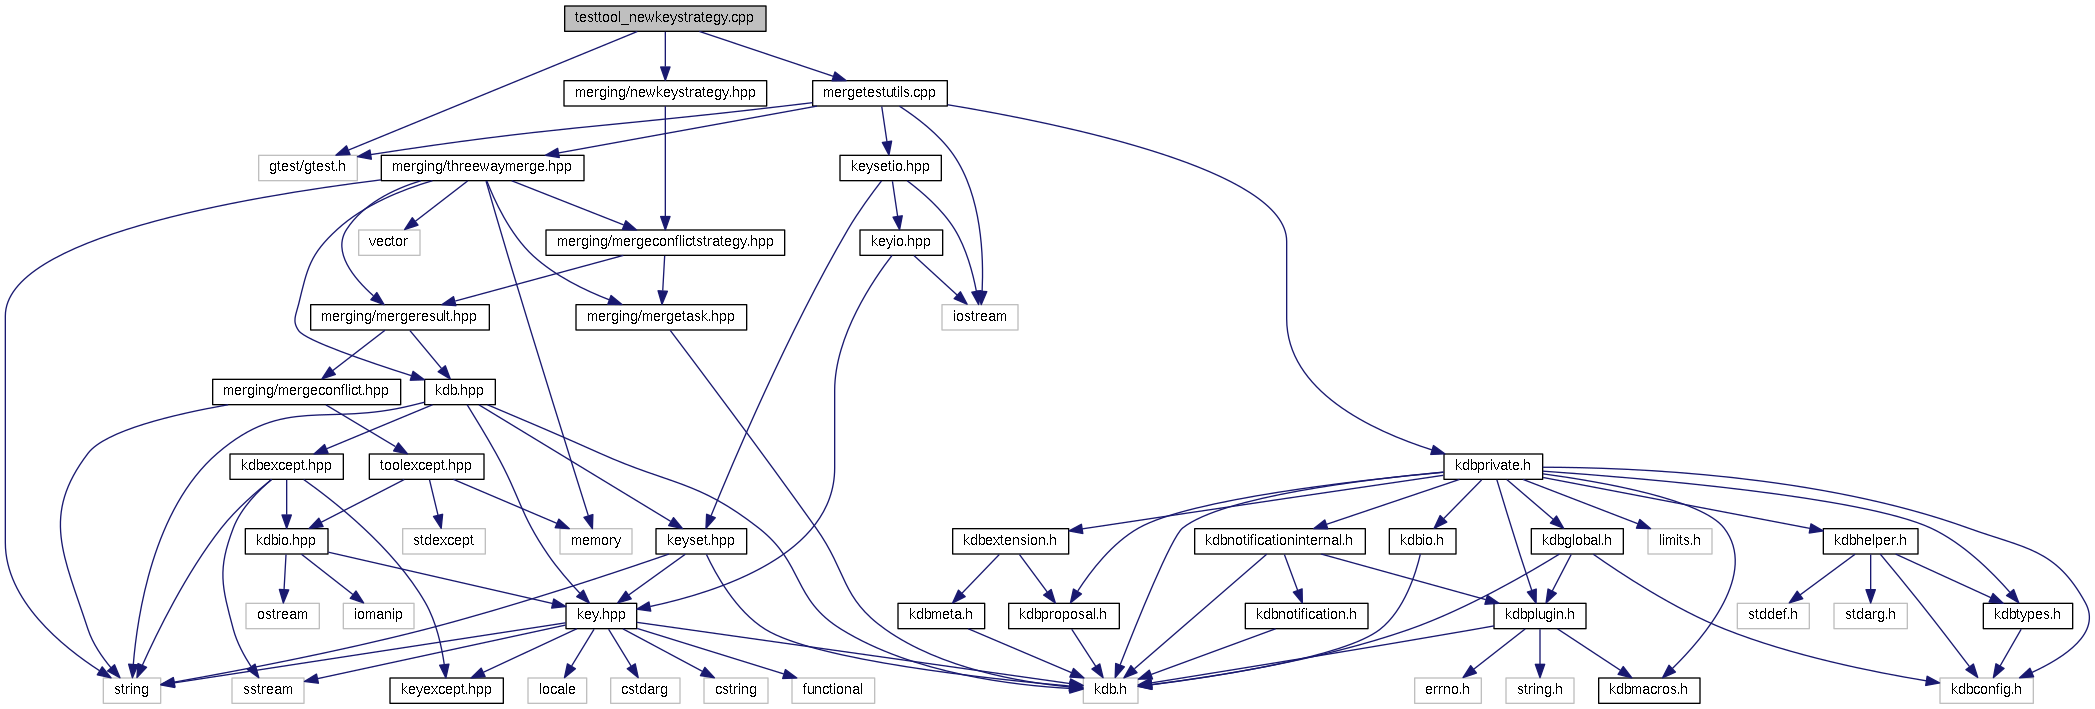 testtool_newkeystrategy.cpp
merging/newkeystrategy.hpp
mergetestutils.cpp
gtest/gtest.h
merging/threewaymerge.hpp
keysetio.hpp
vector
merging/mergeconflictstrategy.hpp
keyio.hpp
merging/mergeresult.hpp
merging/mergetask.hpp
iostream
merging/mergeconflict.hpp
kdb.hpp
kdbexcept.hpp
toolexcept.hpp
kdbprivate.h
kdbio.hpp
stdexcept
memory
keyset.hpp
kdbextension.h
kdbnotificationinternal.h
kdbio.h
kdbglobal.h
limits.h
kdbhelper.h
ostream
iomanip
key.hpp
kdbmeta.h
kdbproposal.h
kdbnotification.h
kdbplugin.h
stddef.h
stdarg.h
kdbtypes.h
string
sstream
keyexcept.hpp
locale
cstdarg
cstring
functional
kdb.h
errno.h
string.h
kdbmacros.h
kdbconfig.h